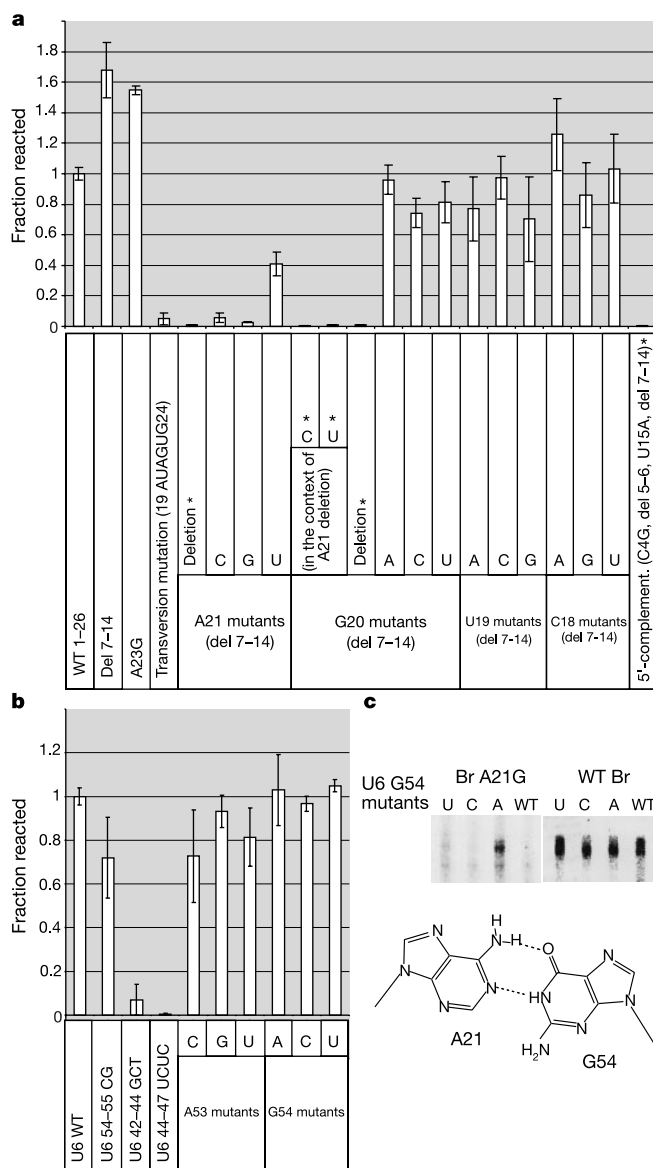 a
Fraction reacted
1.8
1.6
1.4
1.2
1
0.8
0.6
0.4
0.2
0
WT 1–26
Del 7–14
A23G
Transversion mutation (19 AUAGUG24)
Deletion *
C
G
U
A21 mutants
(del 7–14)
C *
U *
(in the context of
A21 deletion)
Deletion *
A
C
U
G20 mutants
(del 7–14)
A
C
G
U19 mutants
(del 7-14)
A
G
U
C18 mutants
(del 7-14)
5'-complement. (C4G, del 5–6, U15A, del 7–14) *
b
Fraction reacted
1.2
1
0.8
0.6
0.4
0.2
0
U6 WT
U6 54–55 CG
U6 42–44 GCT
U6 44–47 UCUC
C
G
U
A53 mutants
A
C
U
G54 mutants
c
Br A21G
WT Br
U6 G54
mutants
U C A WT
U C A WT
H
N
N
H
O
N
N
N
N
HN
N
N
A21
H₂N
G54